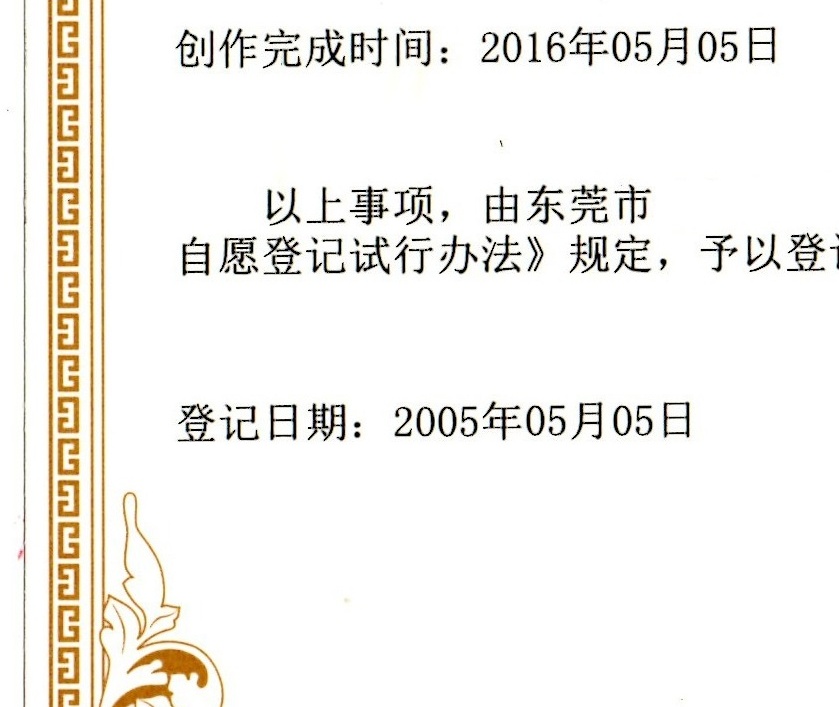 创作完成时间：2016年05月05日
以上事项，由东莞市
自愿登记试行办法》规定，予以登
登记日期：2005年05月05日